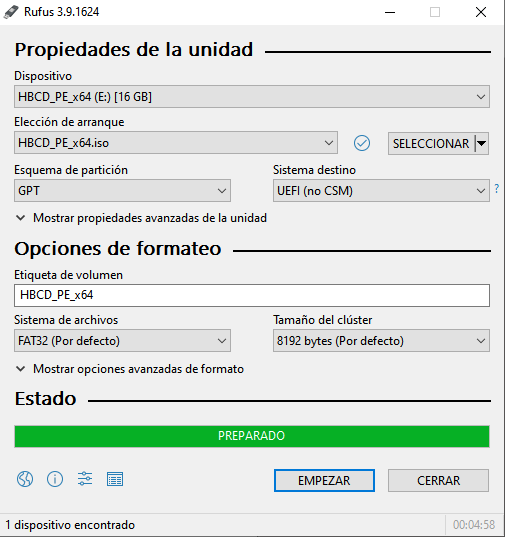 Rufus 3.9.1624
Propiedades de la unidad
Dispositivo
HBCD_PE_x64 (E:) [16 GB]
Elección de arranque
HBCD_PE_x64.iso
SELECCIONAR
Esquema de partición
Sistema destino
GPT
UEFI (no CSM)
?
Mostrar propiedades avanzadas de la unidad
Opciones de formateo
Etiqueta de volumen
HBCD_PE_x64
Sistema de archivos
Tamaño del clúster
FAT32 (Por defecto)
8192 bytes (Por defecto)
Mostrar opciones avanzadas de formato
Estado
PREPARADO
EMPEZAR
CERRAR
1 dispositivo encontrado
00:04:58